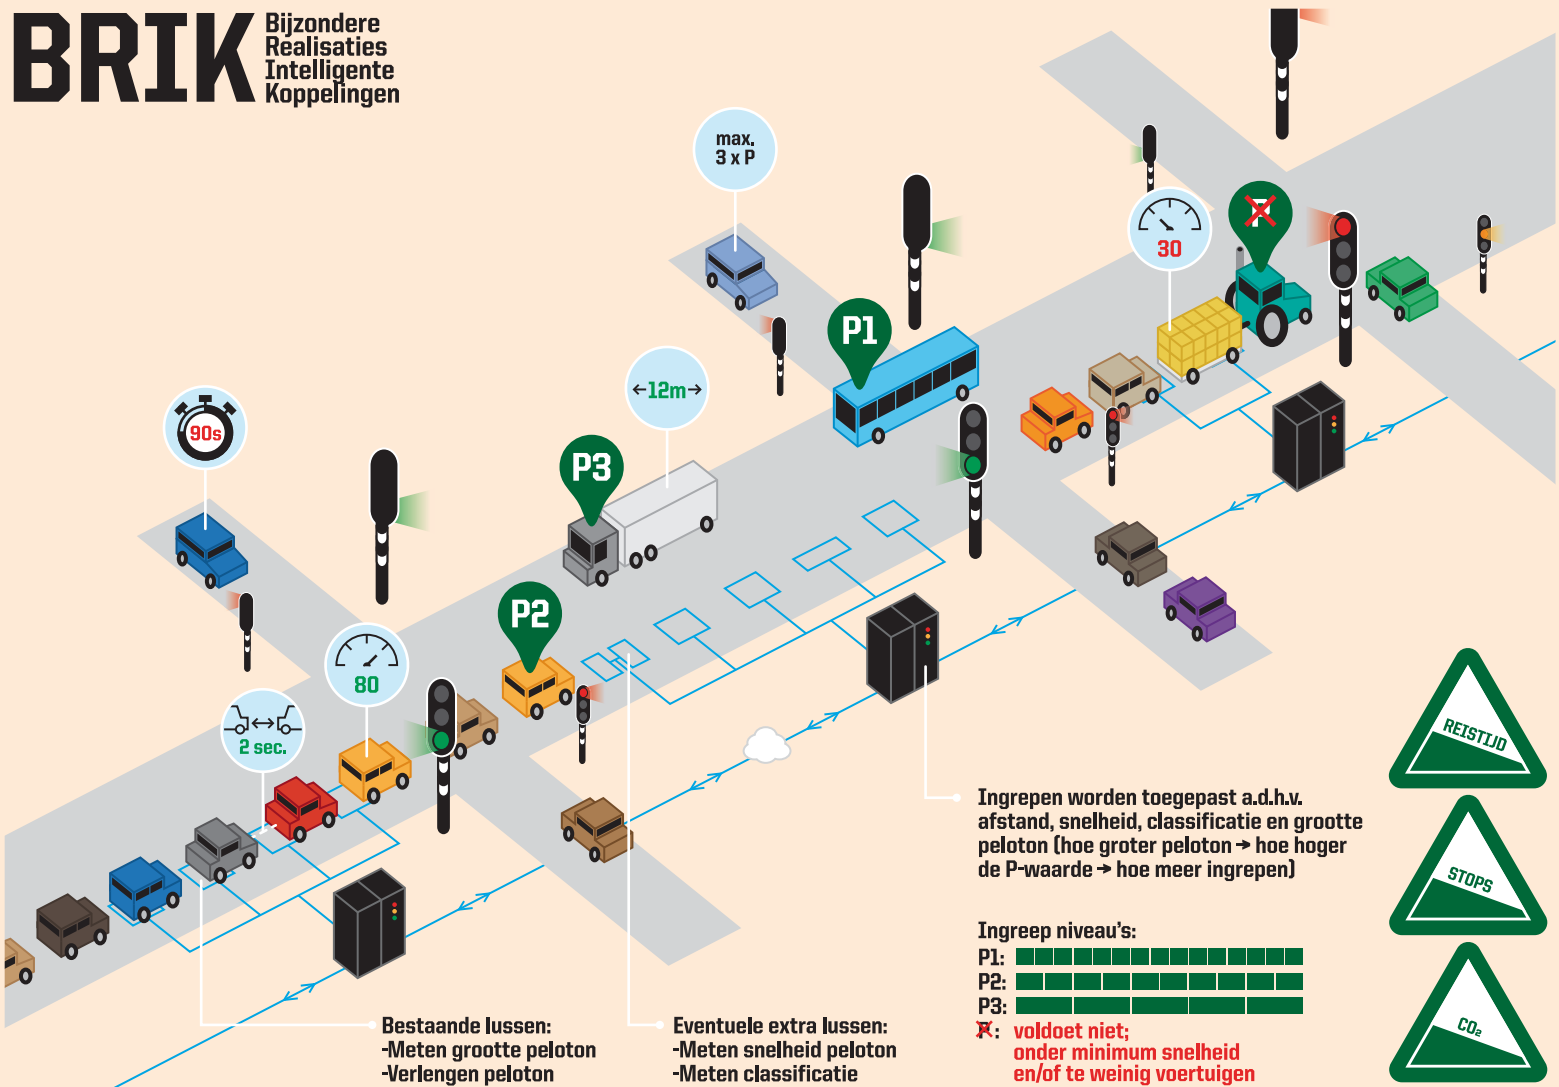 BRIK
Bijzondere
Realisaties
Intelligente
Koppelingen
max.
3 x P
30
P
P1
12m
90s
P3
P2
80
2 sec.
REISTIJD
STOPS
CO₂
Ingrepen worden toegepast a.d.h.v.
afstand, snelheid, classificatie en grootte
peloton (hoe groter peloton → hoe hoger
de P-waarde → hoe meer ingrepen)
Ingreep niveau's:
P1:
P2:
P3:
P: voldoet niet;
onder minimum snelheid
en/of te weinig voertuigen
Bestaande lussen:
-Meten grootte peloton
-Verlengen peloton
Eventuele extra lussen:
-Meten snelheid peloton
-Meten classificatie